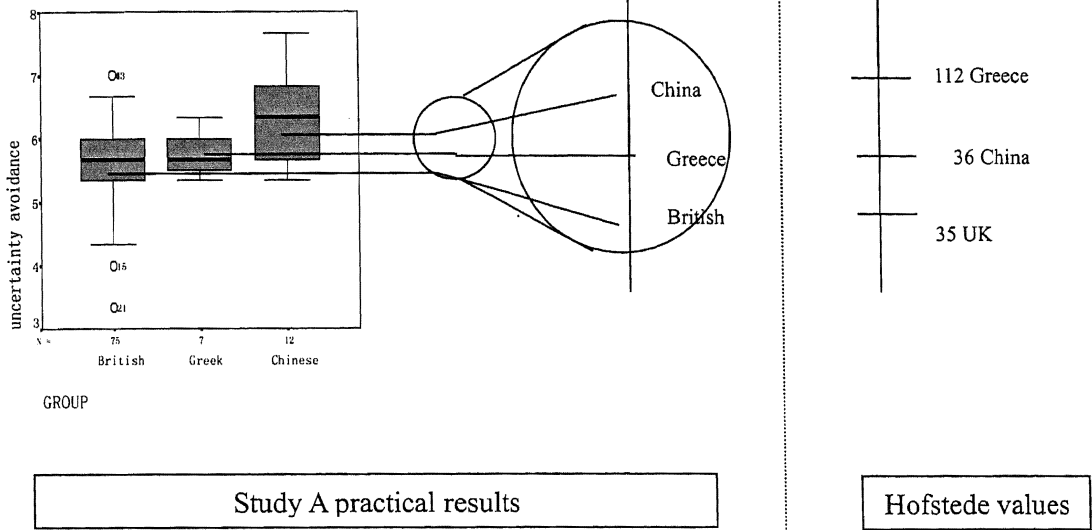 8
7
6
5
4
3
uncertainty avoidance
O43
O15
O21
N = 75 7 12
British Greek Chinese
GROUP
China
Greece
British
112 Greece
36 China
35 UK
Study A practical results
Hofstede values